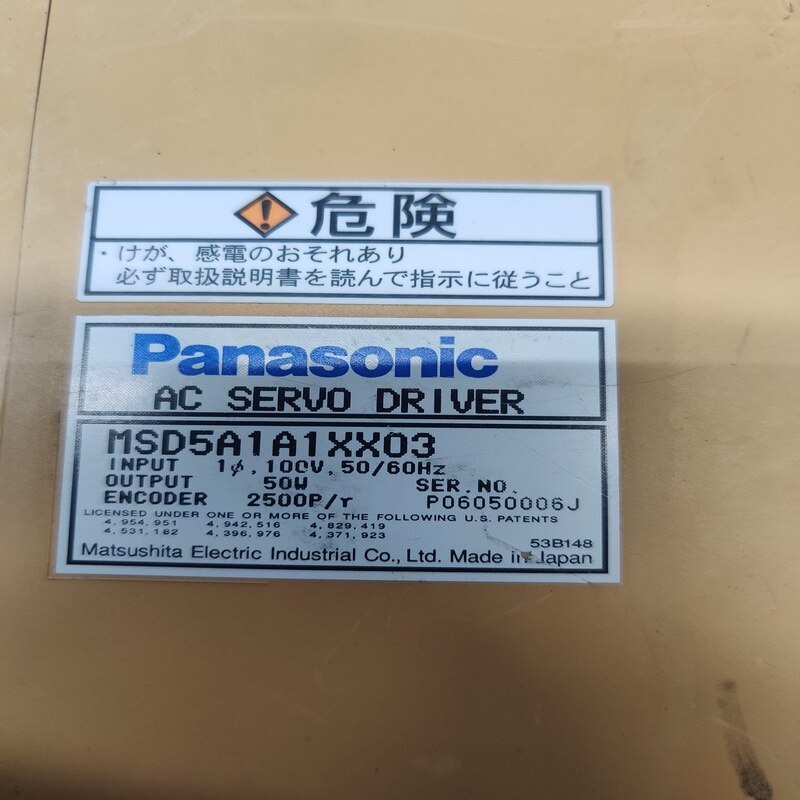 危険
・けが、感電のおそれあり
必ず取扱説明書を読んで指示に従うこと
Panasonic
AC SERVO DRIVER
MSD5A1A1XX03
INPUT 1φ, 100V, 50/60Hz
OUTPUT 50W SER.NO.
ENCODER 2500P/r P06050006J
LICENSED UNDER ONE OR MORE OF THE FOLLOWING U.S. PATENTS
4,954,951 4,942,516 4,829,419
4,531,182 4,396,976 4,371,923
53B148
Matsushita Electric Industrial Co., Ltd. Made in Japan